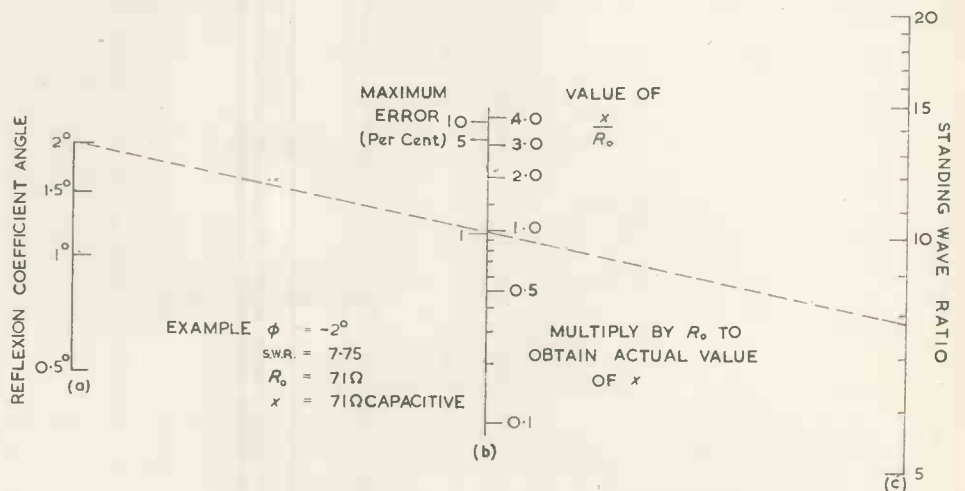 REFLEXION COEFFICIENT ANGLE
2°
1·5°
1°
0·5°
(a)
MAXIMUM
ERROR
(Per Cent)
10
5
1
VALUE OF
x
R₀
4·0
3·0
2·0
1·0
0·5
0·1
(b)
EXAMPLE φ = -2°
S.W.R. = 7·75
R₀ = 71Ω
x = 71Ω CAPACITIVE
MULTIPLY BY R₀ TO
OBTAIN ACTUAL VALUE
OF x
20
15
10
5
(c)
STANDING WAVE RATIO